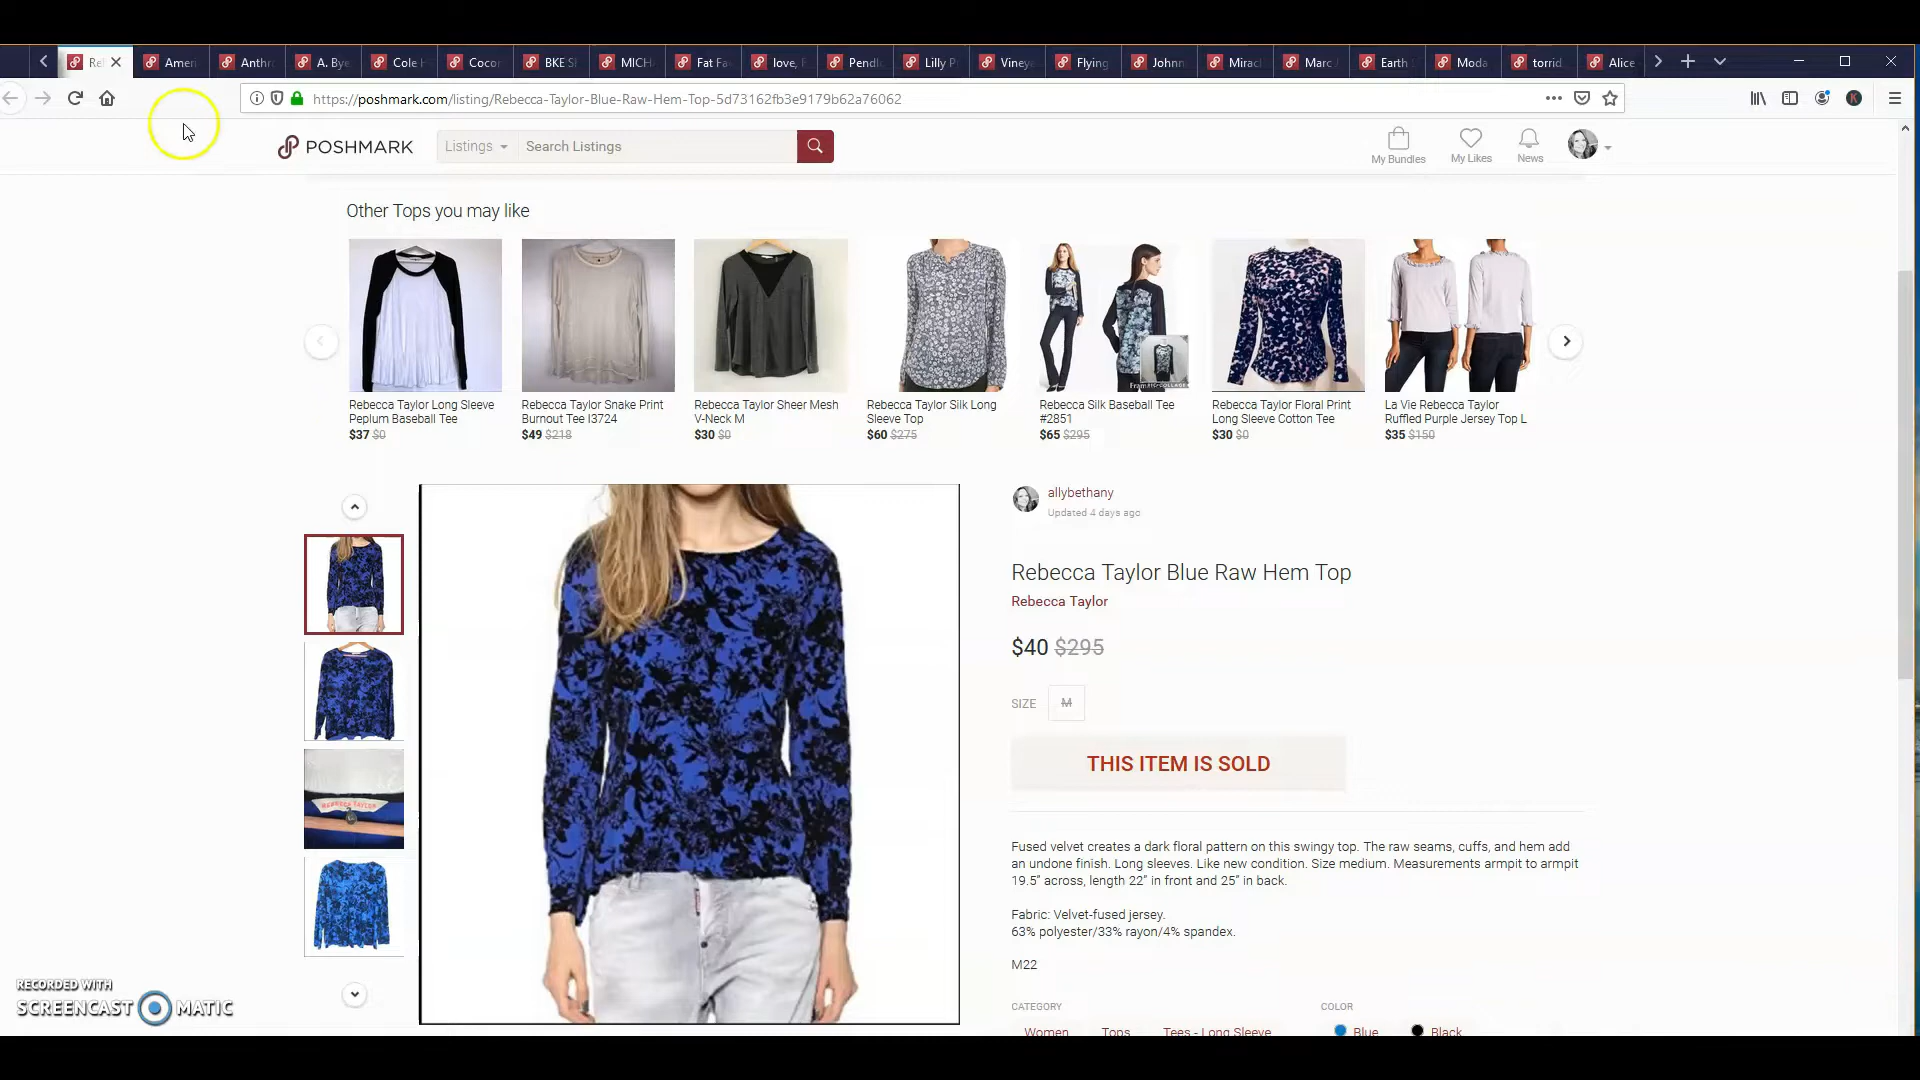 Re
Amen
Anthr
A. Bye
Cole H
Cocon
BKE S
MICH
Fat Fa
love, F
Pendl
Lilly P
Viney
Flying
Johnn
Mirac
Marc
Earth
Moda
torrid
Alice
https://poshmark.com/listing/Rebecca-Taylor-Blue-Raw-Hem-Top-5d73162fb3e9179b62a76062
K
POSHMARK
Listings
Search Listings
My Bundles
My Likes
News
Other Tops you may like
Rebecca Taylor Long Sleeve
Peplum Baseball Tee
$37 $0
Rebecca Taylor Snake Print
Burnout Tee I3724
$49 $218
Rebecca Taylor Sheer Mesh
V-Neck M
$30 $0
Rebecca Taylor Silk Long
Sleeve Top
$60 $275
Rebecca Silk Baseball Tee
#2851
$65 $295
Rebecca Taylor Floral Print
Long Sleeve Cotton Tee
$30 $0
La Vie Rebecca Taylor
Ruffled Purple Jersey Top L
$35 $150
allybethany
Updated 4 days ago
Rebecca Taylor Blue Raw Hem Top
Rebecca Taylor
$40 $295
SIZE M
THIS ITEM IS SOLD
Fused velvet creates a dark floral pattern on this swingy top. The raw seams, cuffs, and hem add
an undone finish. Long sleeves. Like new condition. Size medium. Measurements armpit to armpit
19.5” across, length 22” in front and 25” in back.
Fabric: Velvet-fused jersey.
63% polyester/33% rayon/4% spandex.
M22
CATEGORY
COLOR
Women
Tops
Tees - Long Sleeve
Blue
Black
REBECCA TAYLOR
RECORDED WITH
SCREENCAST MATIC